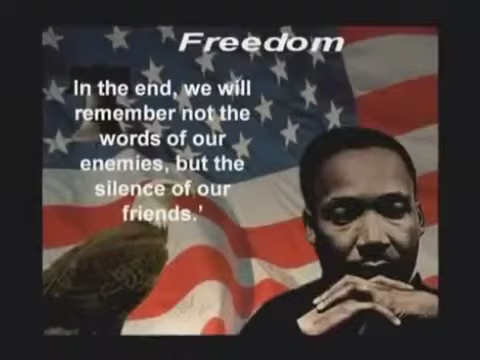 Freedom
In the end, we will
remember not the
words of our
enemies, but the
silence of our
friends.’